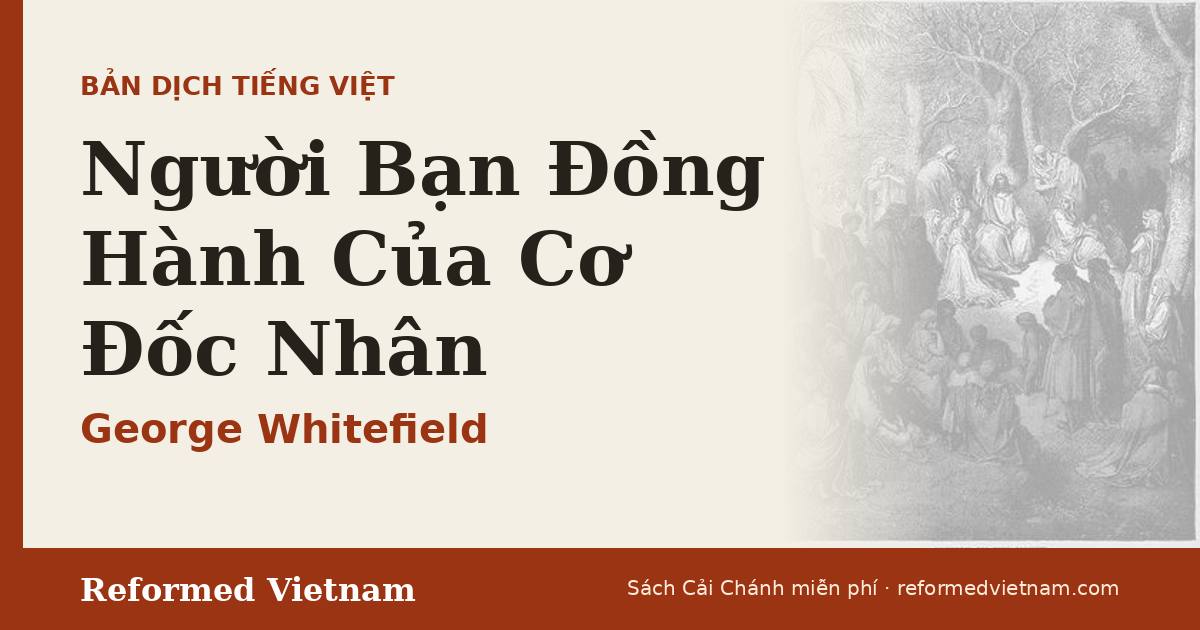 BẢN DỊCH TIẾNG VIỆT
Người Bạn Đồng
Hành Của Cơ
Đốc Nhân
George Whitefield
Reformed Vietnam
Sách Cải Chánh miễn phí · reformedvietnam.com